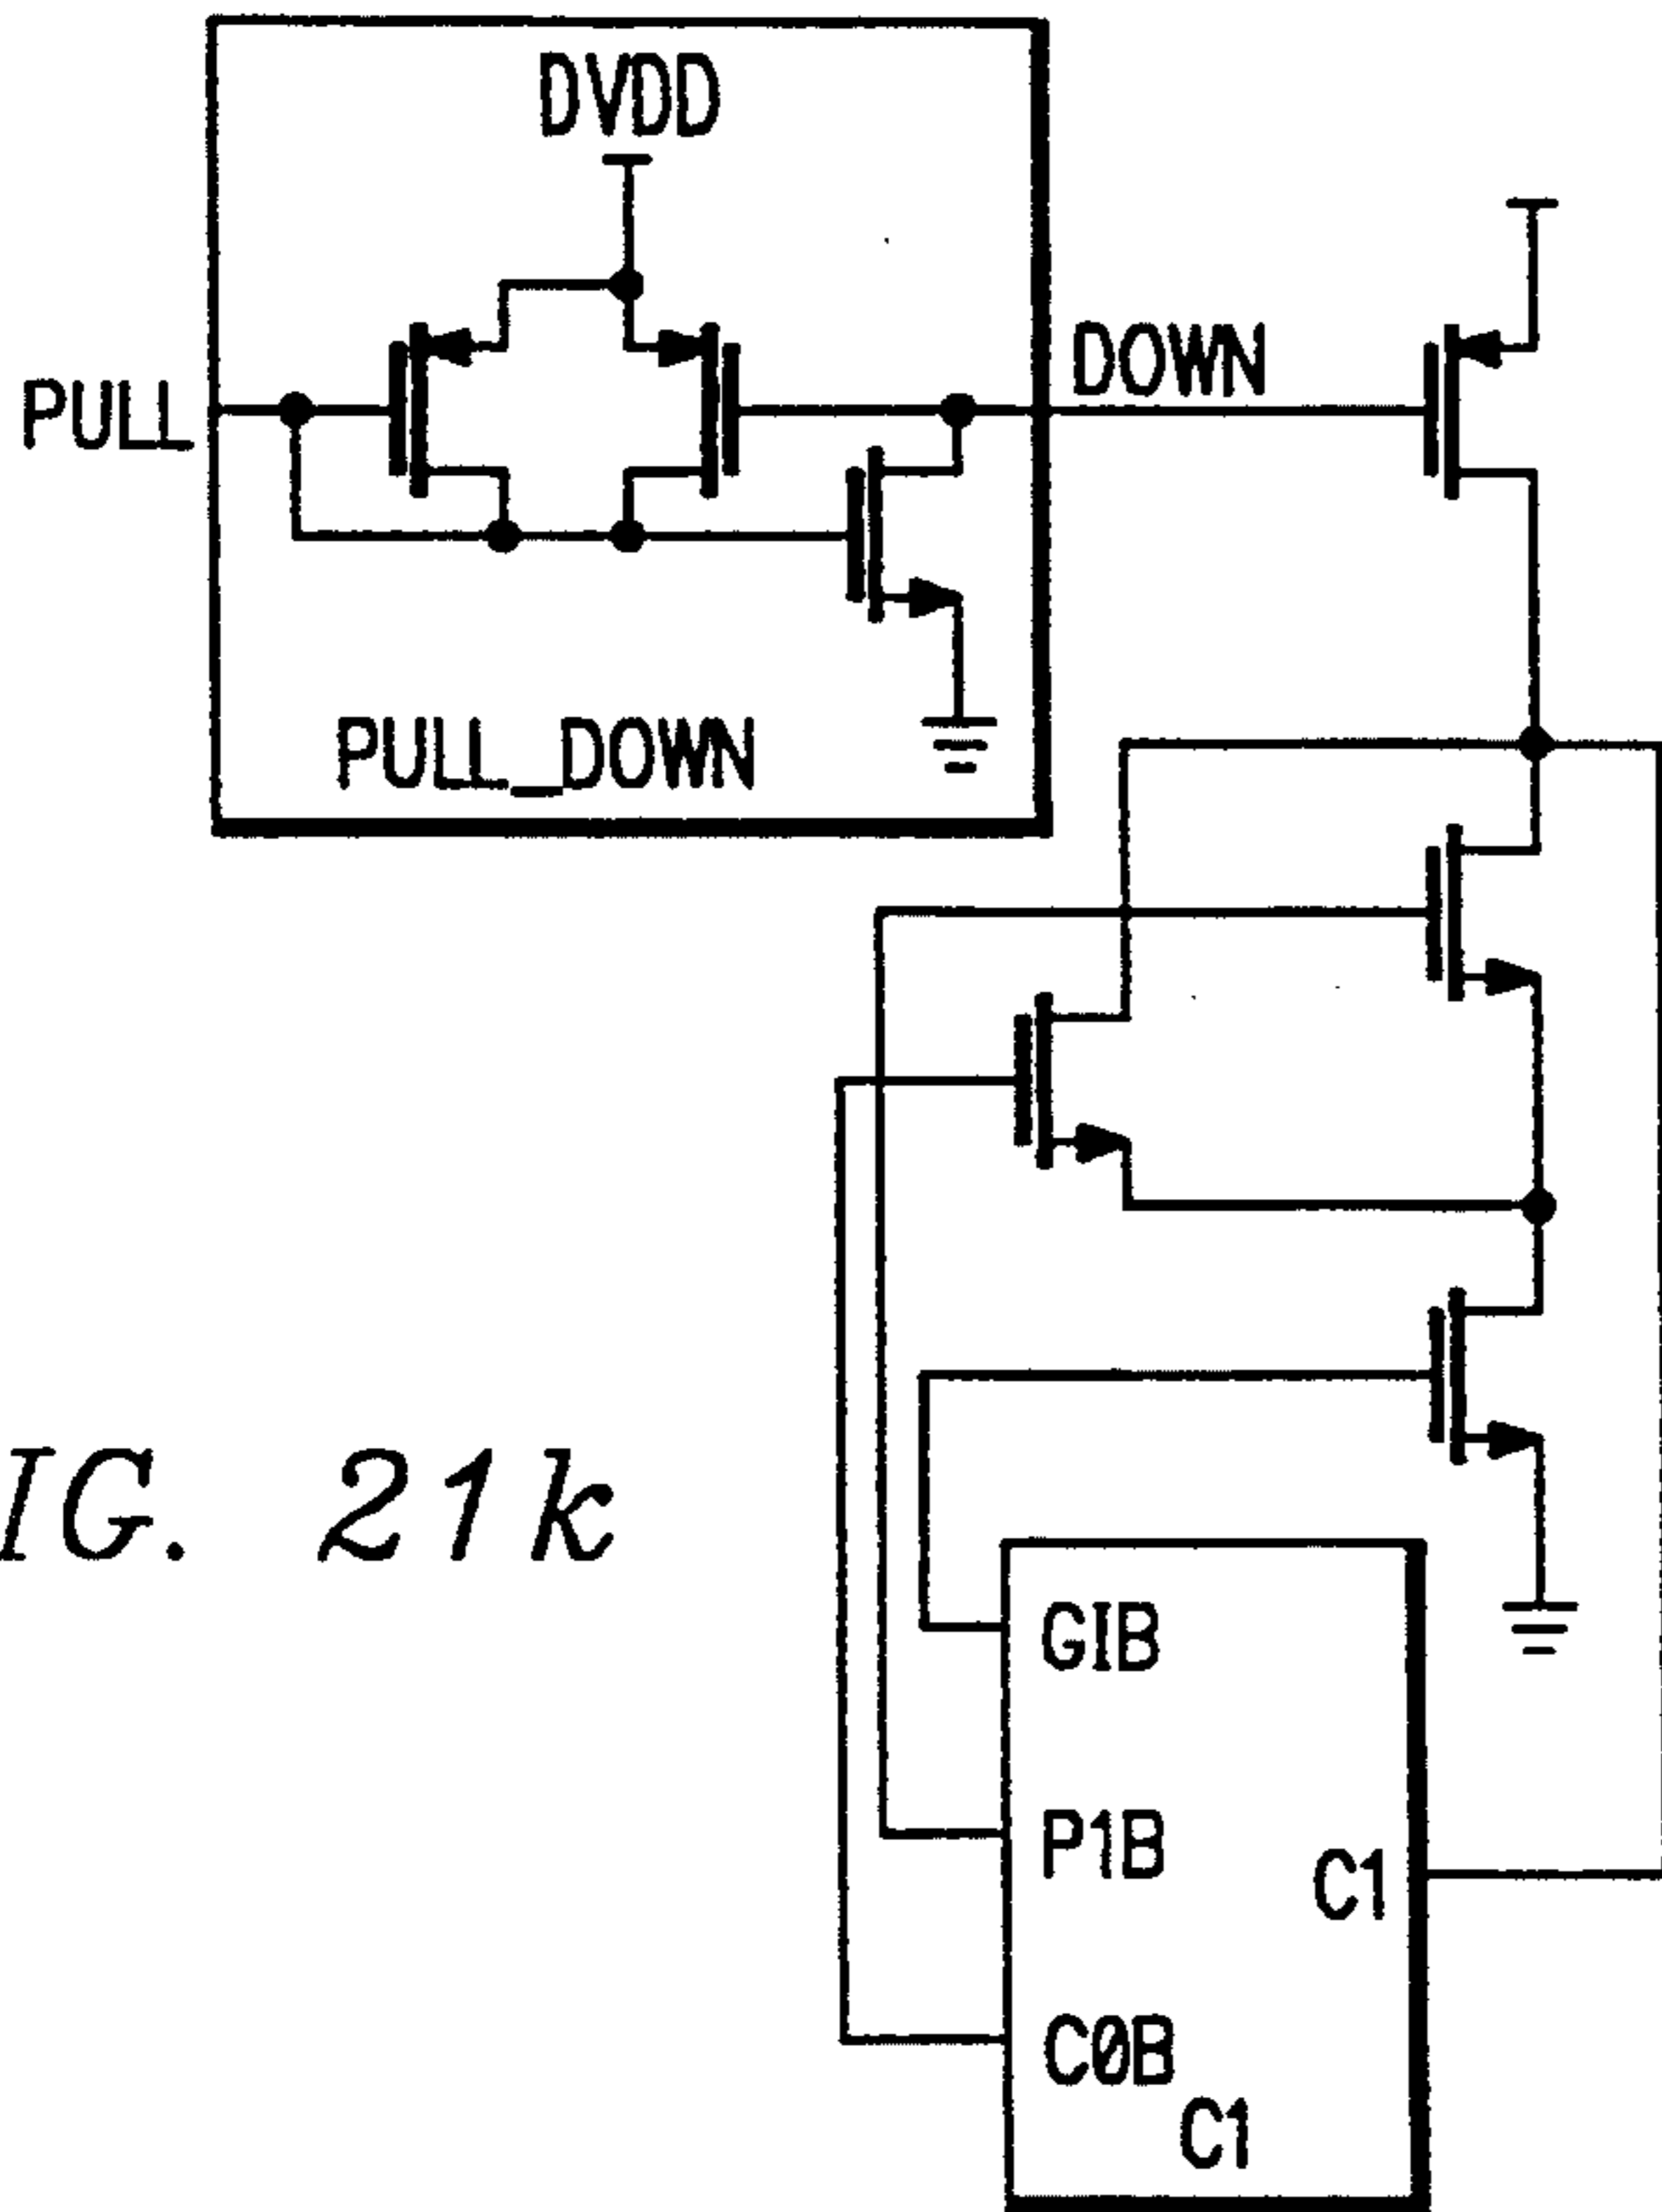 DVDD
PULL
DOWN
PULL_DOWN
IG. 21k
GIB
P1B
C1
C0B
C1